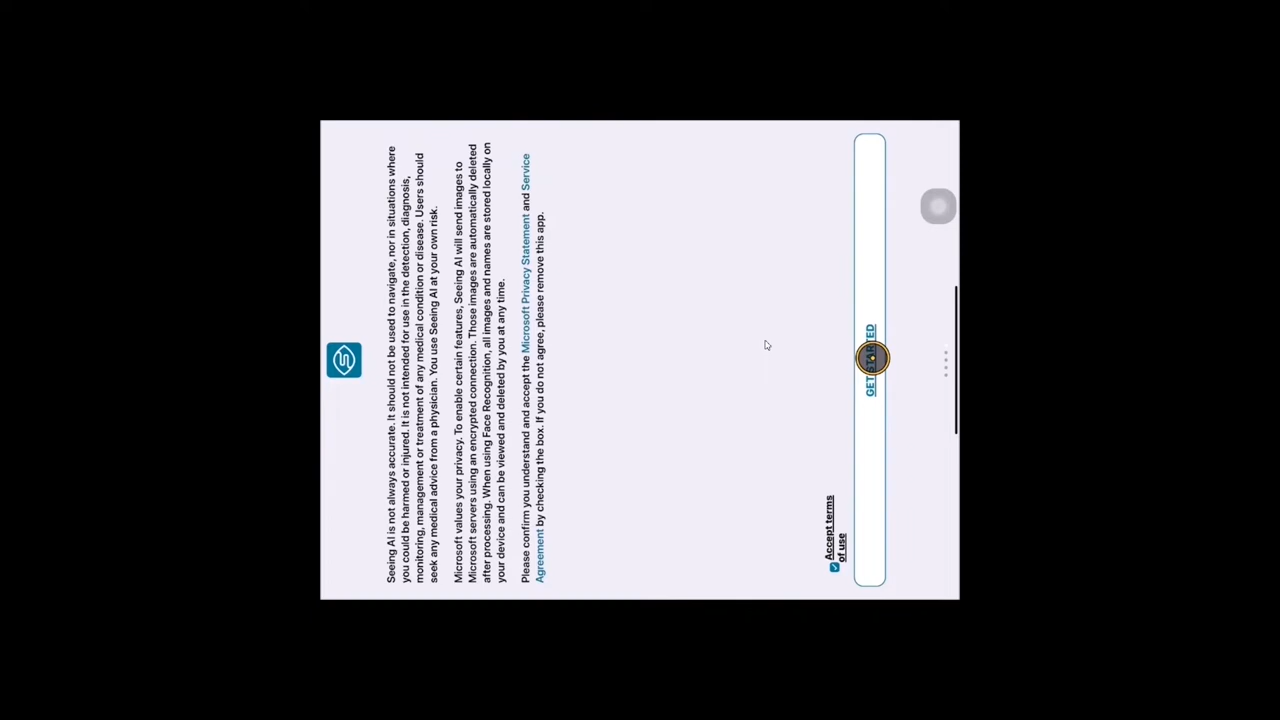 Seeing AI is not always accurate. It should not be used to navigate, nor in situations where
you could be harmed or injured. It is not intended for use in the detection, diagnosis,
monitoring, management or treatment of any medical condition or disease. Users should
seek any medical advice from a physician. You use Seeing AI at your own risk.
Microsoft values your privacy. To enable certain features, Seeing AI will send images to
Microsoft servers using an encrypted connection. Those images are automatically deleted
after processing. When using Face Recognition, all images and names are stored locally on
your device and can be viewed and deleted by you at any time.
Please confirm you understand and accept the Microsoft Privacy Statement and Service
Agreement by checking the box. If you do not agree, please remove this app.
Accept terms
of use
GET STARTED